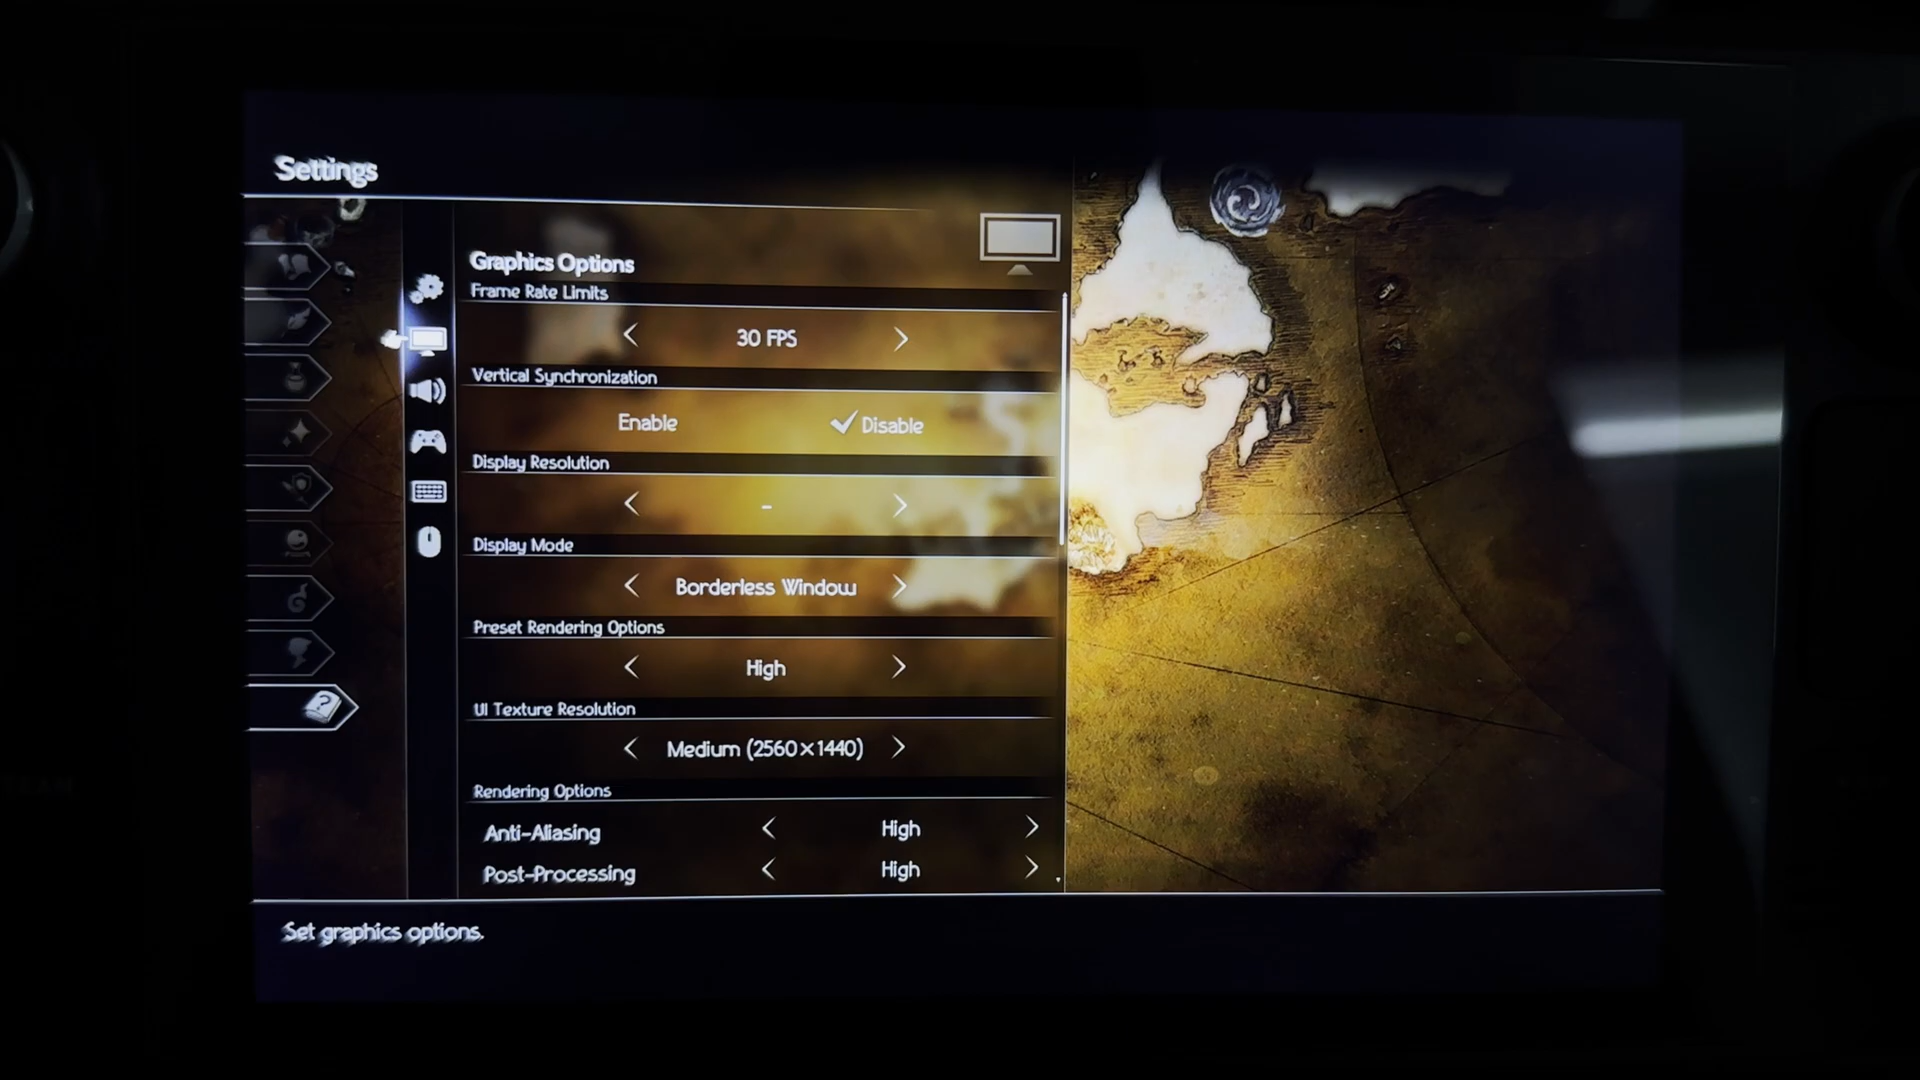 Settings
Graphics Options
Frame Rate Limits
30 FPS
Vertical Synchronization
Enable
Disable
Display Resolution
-
Display Mode
Borderless Window
Preset Rendering Options
High
UI Texture Resolution
Medium (2560×1440)
Rendering Options
Anti-Aliasing High
Post-Processing High
Set graphics options.